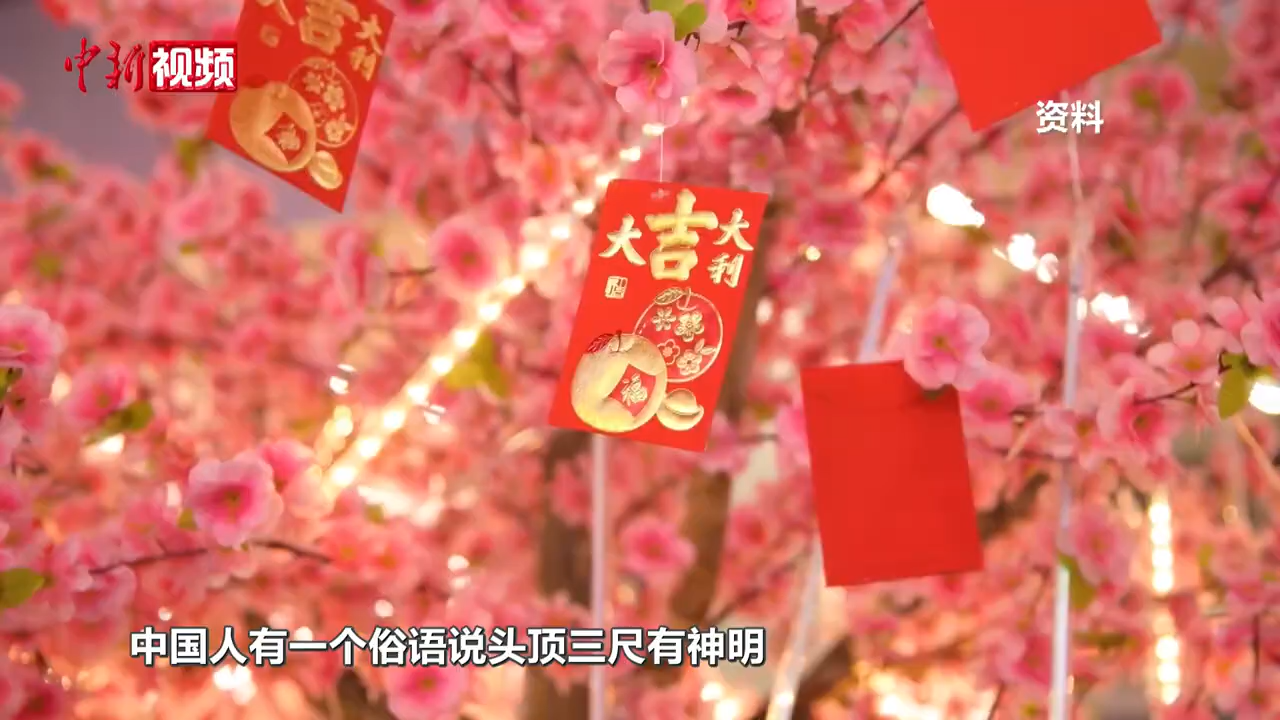 中新视频
吉大利
福
资料
大吉大利
福
中国人有一个俗语说头顶三尺有神明